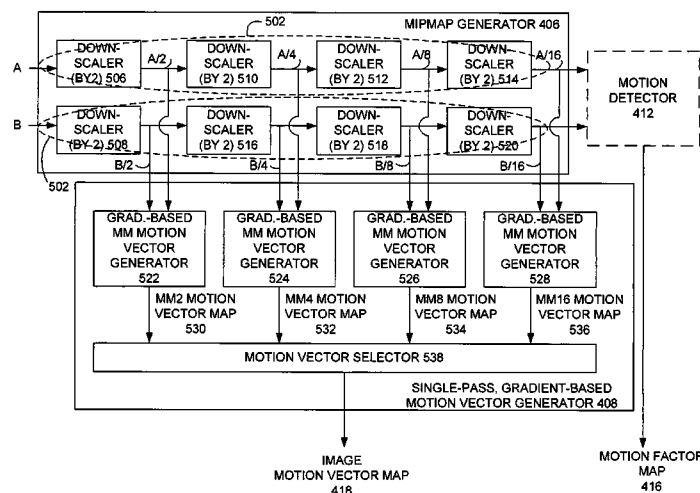 502
MIPMAP GENERATOR 406
A
DOWN-
SCALER
(BY 2) 506
A/2
DOWN-
SCALER
(BY 2) 510
A/4
DOWN-
SCALER
(BY 2) 512
A/8
DOWN-
SCALER
(BY 2) 514
A/16
MOTION
DETECTOR
412
B
DOWN-
SCALER
(BY 2) 508
DOWN-
SCALER
(BY 2) 516
DOWN-
SCALER
(BY 2) 518
DOWN-
SCALER
(BY 2) 520
502
B/2
B/4
B/8
B/16
GRAD.-BASED
MM MOTION
VECTOR
GENERATOR
522
GRAD.-BASED
MM MOTION
VECTOR
GENERATOR
524
GRAD.-BASED
MM MOTION
VECTOR
GENERATOR
526
GRAD.-BASED
MM MOTION
VECTOR
GENERATOR
528
MM2 MOTION
VECTOR MAP
530
MM4 MOTION
VECTOR MAP
532
MM8 MOTION
VECTOR MAP
534
MM16 MOTION
VECTOR MAP
536
MOTION VECTOR SELECTOR 538
SINGLE-PASS, GRADIENT-BASED
MOTION VECTOR GENERATOR 408
IMAGE
MOTION VECTOR MAP
418
MOTION FACTOR
MAP
416